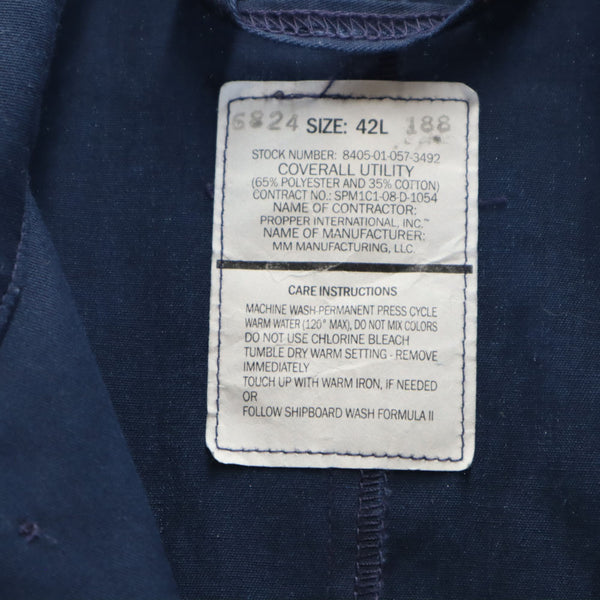 6824 SIZE: 42L 188
STOCK NUMBER: 8405-01-057-3492
COVERALL UTILITY
(65% POLYESTER AND 35% COTTON)
CONTRACT NO.: SPM1C1-08-D-1054
NAME OF CONTRACTOR:
PROPPER INTERNATIONAL, INC.™
NAME OF MANUFACTURER:
MM MANUFACTURING, LLC.
CARE INSTRUCTIONS
MACHINE WASH-PERMANENT PRESS CYCLE
WARM WATER (120° MAX), DO NOT MIX COLORS
DO NOT USE CHLORINE BLEACH
TUMBLE DRY WARM SETTING - REMOVE
IMMEDIATELY
TOUCH UP WITH WARM IRON, IF NEEDED
OR
FOLLOW SHIPBOARD WASH FORMULA II